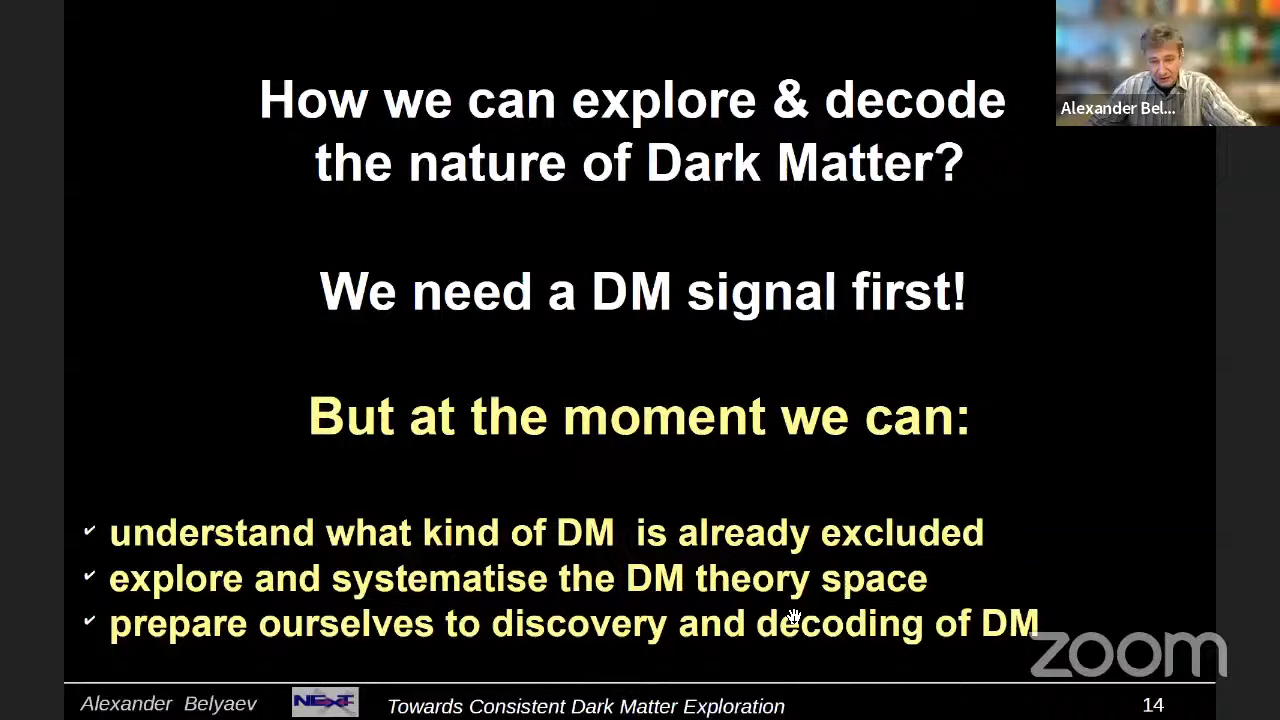 How we can explore & decode
the nature of Dark Matter?
Alexander Bel...
We need a DM signal first!
But at the moment we can:
✓ understand what kind of DM is already excluded
✓ explore and systematise the DM theory space
✓ prepare ourselves to discovery and decoding of DM
zoom
Alexander Belyaev
NExT
Towards Consistent Dark Matter Exploration
14